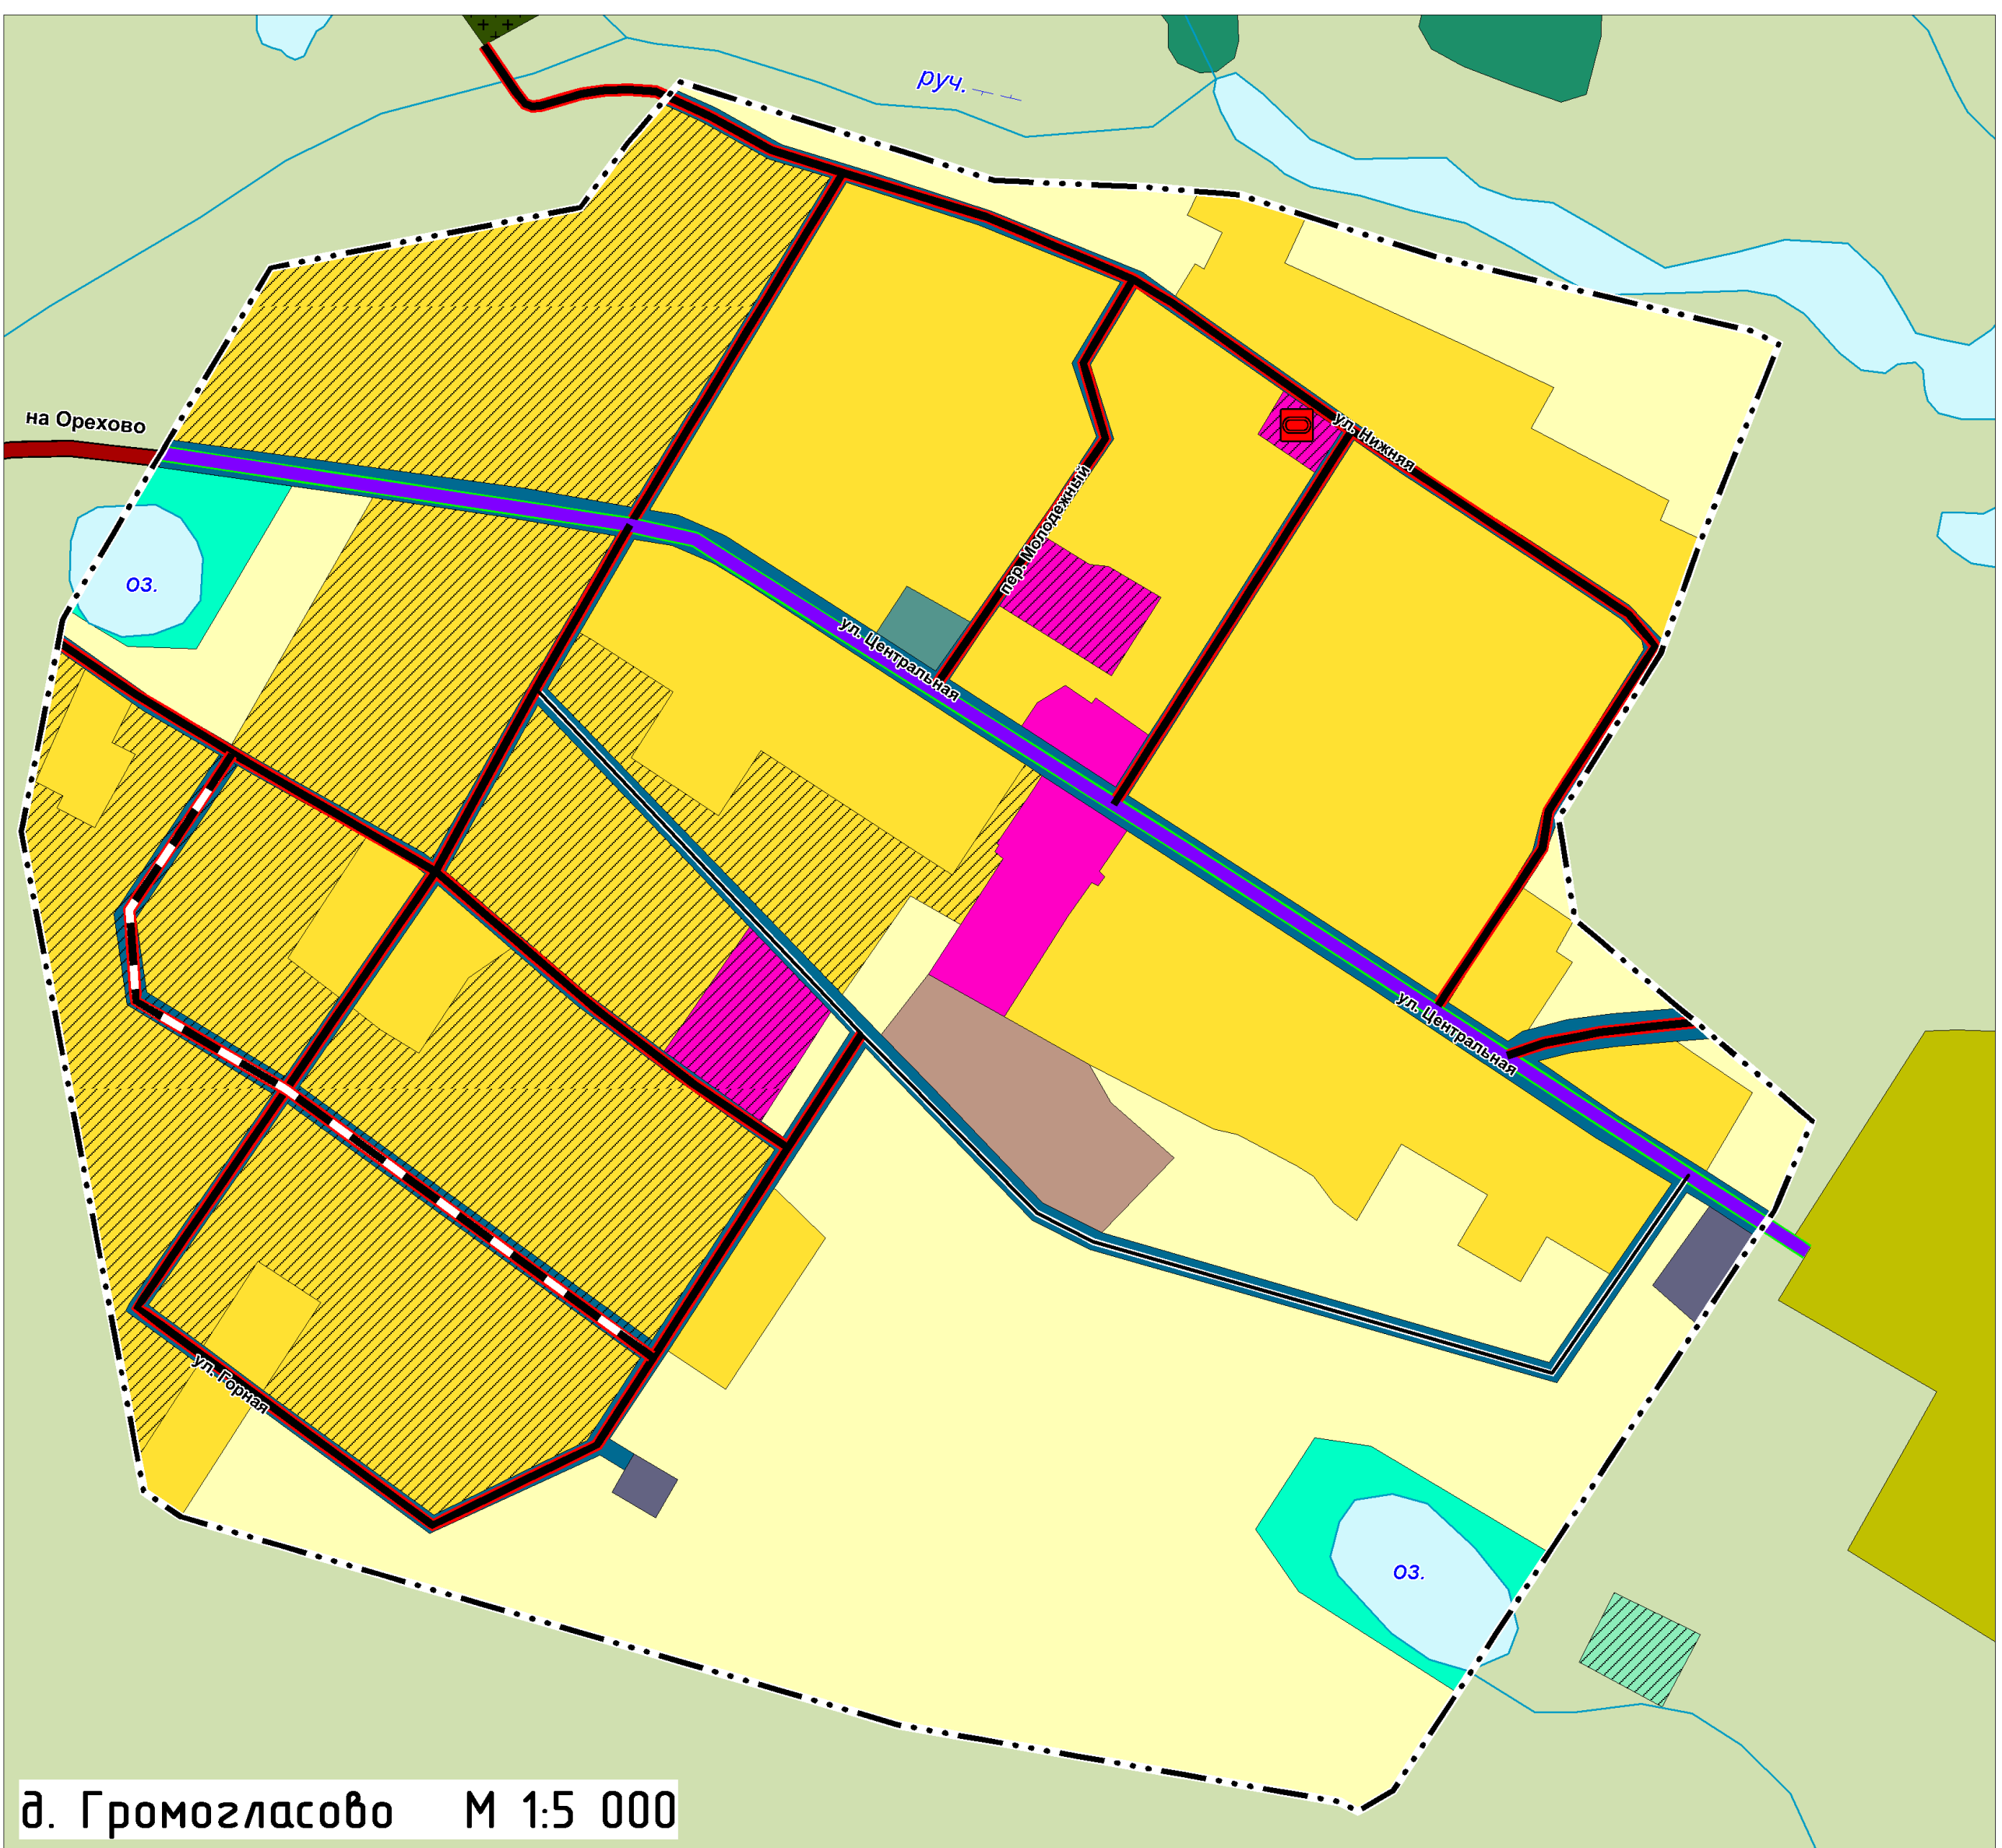 руч.
на Орехово
ул. Нижняя
пер. Молодежный
оз.
ул. Центральная
ул. Центральная
ул. Горная
оз.
д. Громогласово М 1:5 000